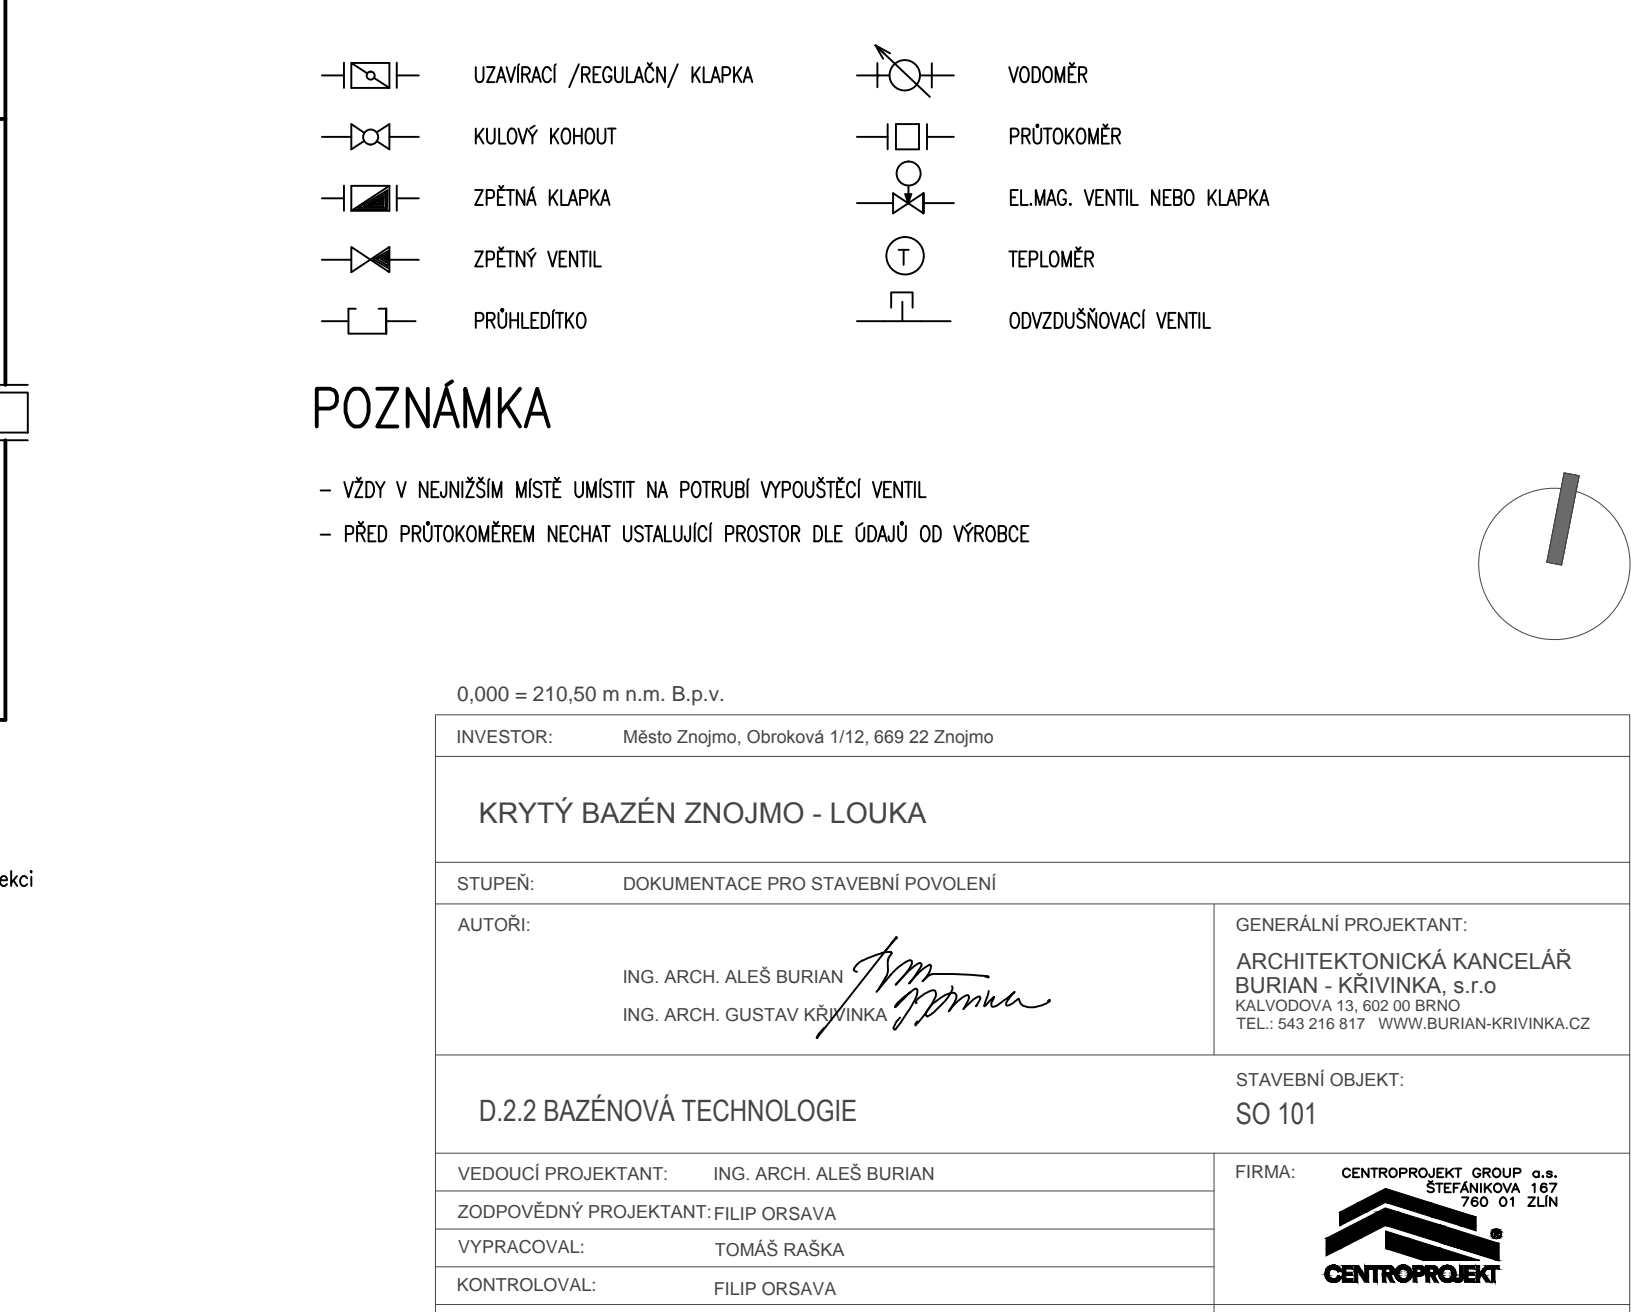 UZAVÍRACÍ /REGULAČN/ KLAPKA
KULOVÝ KOHOUT
ZPĚTNÁ KLAPKA
ZPĚTNÝ VENTIL
PRŮHLEDÍTKO
VODOMĚR
PRŮTOKOMĚR
EL.MAG. VENTIL NEBO KLAPKA
T
TEPLOMĚR
ODVZDUŠŇOVACÍ VENTIL
POZNÁMKA
– VŽDY V NEJNIŽŠÍM MÍSTĚ UMÍSTIT NA POTRUBÍ VYPOUŠTĚCÍ VENTIL
– PŘED PRŮTOKOMĚREM NECHAT USTALUJÍCÍ PROSTOR DLE ÚDAJŮ OD VÝROBCE
ekci
0,000 = 210,50 m n.m. B.p.v.
INVESTOR: Město Znojmo, Obroková 1/12, 669 22 Znojmo
KRYTÝ BAZÉN ZNOJMO - LOUKA
STUPEŇ: DOKUMENTACE PRO STAVEBNÍ POVOLENÍ
AUTOŘI:
ING. ARCH. ALEŠ BURIAN
ING. ARCH. GUSTAV KŘIVINKA
GENERÁLNÍ PROJEKTANT:
ARCHITEKTONICKÁ KANCELÁŘ
BURIAN - KŘIVINKA, s.r.o
KALVODOVA 13, 602 00 BRNO
TEL.: 543 216 817 WWW.BURIAN-KRIVINKA.CZ
D.2.2 BAZÉNOVÁ TECHNOLOGIE
STAVEBNÍ OBJEKT:
SO 101
VEDOUCÍ PROJEKTANT: ING. ARCH. ALEŠ BURIAN
ZODPOVĚDNÝ PROJEKTANT: FILIP ORSAVA
VYPRACOVAL: TOMÁŠ RAŠKA
KONTROLOVAL: FILIP ORSAVA
FIRMA:
CENTROPROJEKT GROUP a.s.
ŠTEFÁNIKOVA 167
760 01 ZLÍN
®
CENTROPROJEKT